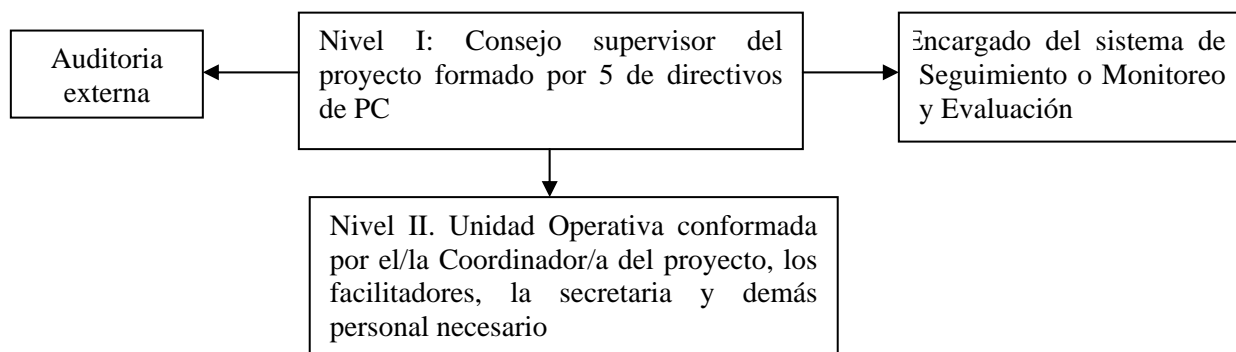 Auditoria
externa
Nivel I: Consejo supervisor del
proyecto formado por 5 de directivos
de PC
Encargado del sistema de
Seguimiento o Monitoreo
y Evaluación
Nivel II. Unidad Operativa conformada
por el/la Coordinador/a del proyecto, los
facilitadores, la secretaria y demás
personal necesario